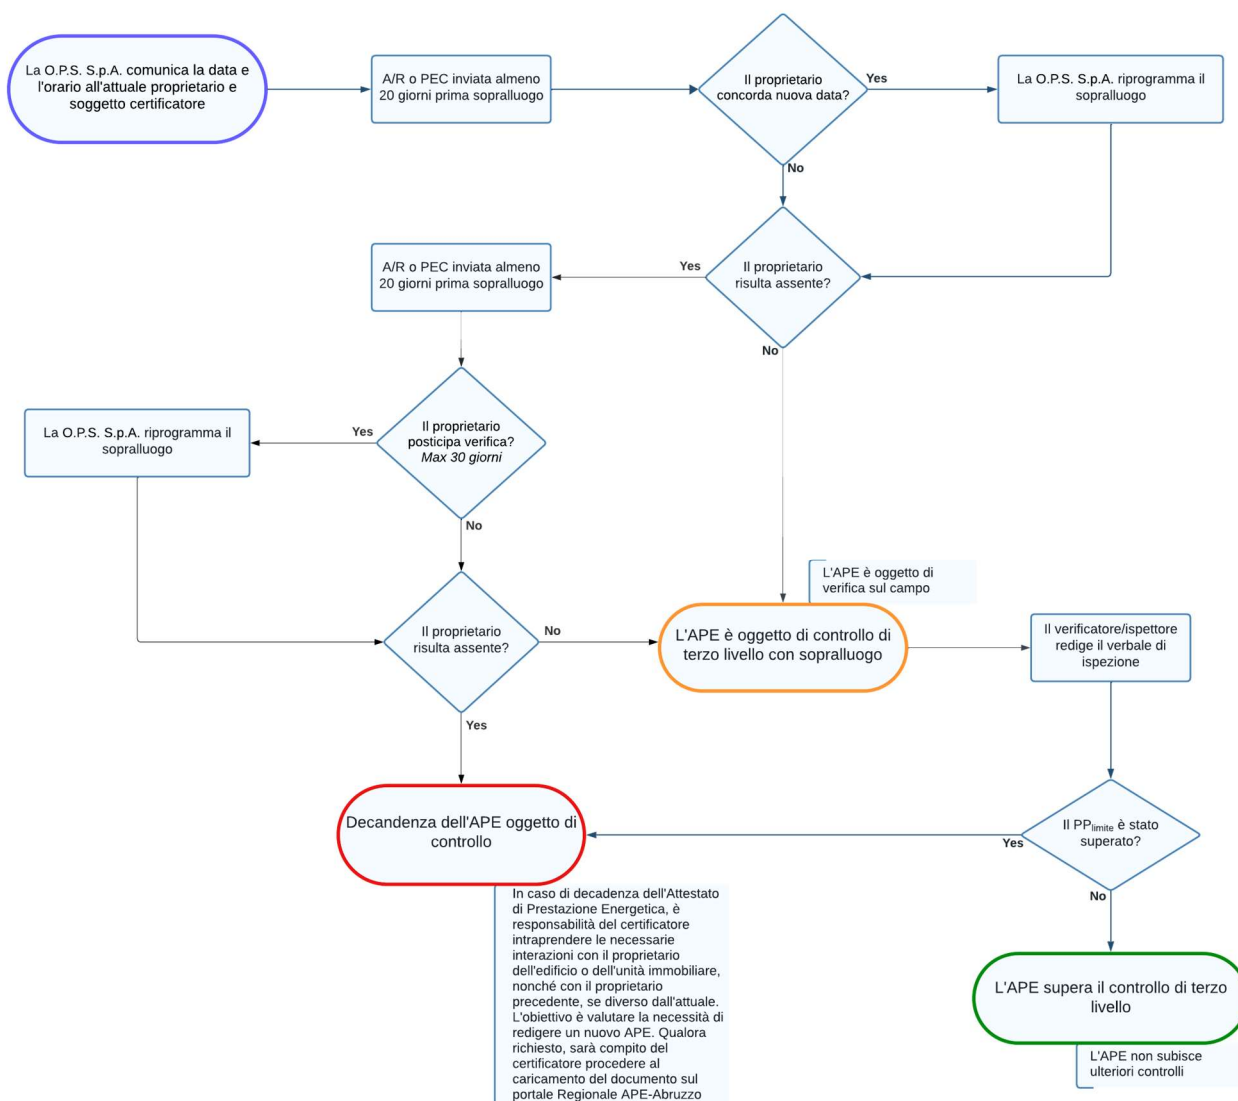 La O.P.S. S.p.A. comunica la data e
l'orario all'attuale proprietario e
soggetto certificatore
A/R o PEC inviata almeno
20 giorni prima sopralluogo
Il proprietario
concorda nuova data?
Yes
La O.P.S. S.p.A. riprogramma il
sopralluogo
No
A/R o PEC inviata almeno
20 giorni prima sopralluogo
Yes
Il proprietario
risulta assente?
No
La O.P.S. S.p.A. riprogramma il
sopralluogo
Yes
Il proprietario
posticipa verifica?
Max 30 giorni
No
L'APE è oggetto di
verifica sul campo
Il proprietario
risulta assente?
No
L'APE è oggetto di controllo di
terzo livello con sopralluogo
Il verificatore/ispettore
redige il verbale di
ispezione
Yes
Decandenza dell'APE oggetto di
controllo
Yes
Il PPlimite è stato
superato?
No
In caso di decadenza dell'Attestato
di Prestazione Energetica, è
responsabilità del certificatore
intraprendere le necessarie
interazioni con il proprietario
dell'edificio o dell'unità immobiliare,
nonché con il proprietario
precedente, se diverso dall'attuale.
L'obiettivo è valutare la necessità di
redigere un nuovo APE. Qualora
richiesto, sarà compito del
certificatore procedere al
caricamento del documento sul
portale Regionale APE-Abruzzo
L'APE supera il controllo di terzo
livello
L'APE non subisce
ulteriori controlli